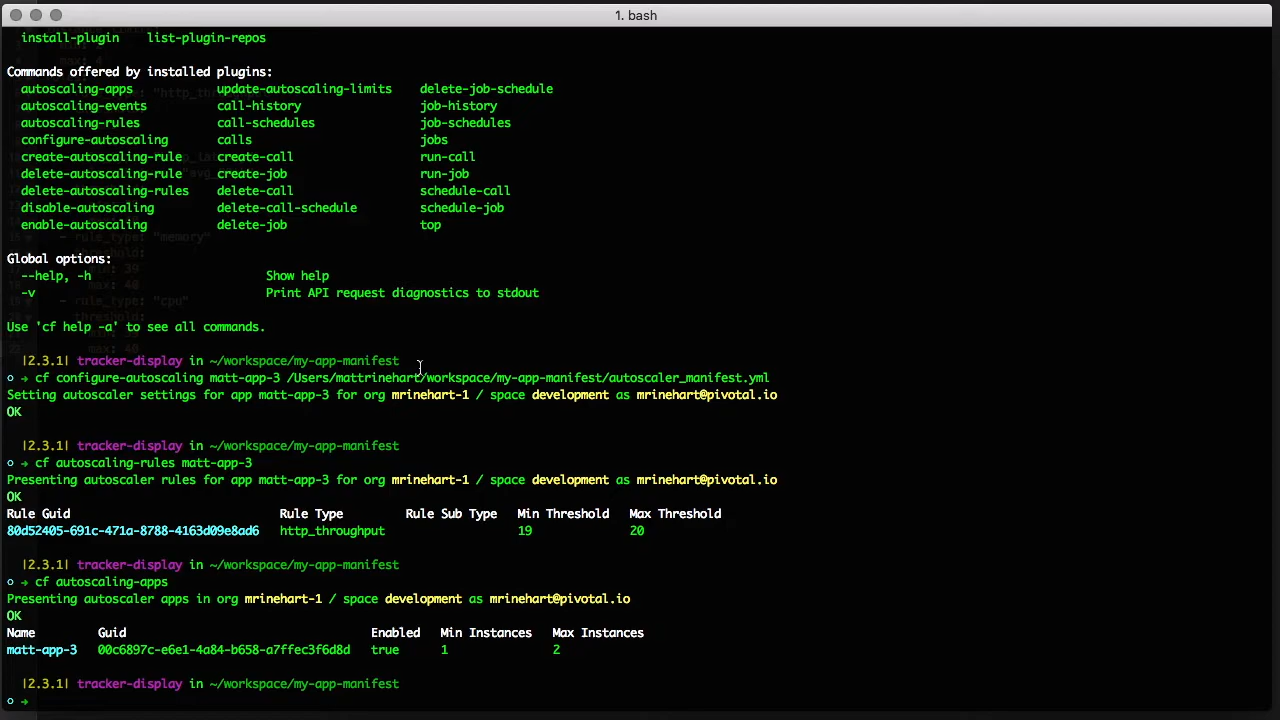 1. bash
install-plugin list-plugin-repos
Commands offered by installed plugins:
autoscaling-apps update-autoscaling-limits delete-job-schedule
autoscaling-events call-history job-history
autoscaling-rules call-schedules job-schedules
configure-autoscaling calls jobs
create-autoscaling-rule create-call run-call
delete-autoscaling-rule create-job run-job
delete-autoscaling-rules delete-call schedule-call
disable-autoscaling delete-call-schedule schedule-job
enable-autoscaling delete-job top
Global options:
--help, -h Show help
-v Print API request diagnostics to stdout
Use 'cf help -a' to see all commands.
|2.3.1| tracker-display in ~/workspace/my-app-manifest
○ → cf configure-autoscaling matt-app-3 /Users/mattrinehart/workspace/my-app-manifest/autoscaler_manifest.yml
Setting autoscaler settings for app matt-app-3 for org mrinehart-1 / space development as mrinehart@pivotal.io
OK
|2.3.1| tracker-display in ~/workspace/my-app-manifest
○ → cf autoscaling-rules matt-app-3
Presenting autoscaler rules for app matt-app-3 for org mrinehart-1 / space development as mrinehart@pivotal.io
OK
Rule Guid Rule Type Rule Sub Type Min Threshold Max Threshold
80d52405-691c-471a-8788-4163d09e8ad6 http_throughput 19 20
|2.3.1| tracker-display in ~/workspace/my-app-manifest
○ → cf autoscaling-apps
Presenting autoscaler apps in org mrinehart-1 / space development as mrinehart@pivotal.io
OK
Name Guid Enabled Min Instances Max Instances
matt-app-3 00c6897c-e6e1-4a84-b658-a7ffec3f6d8d true 1 2
|2.3.1| tracker-display in ~/workspace/my-app-manifest
○ →